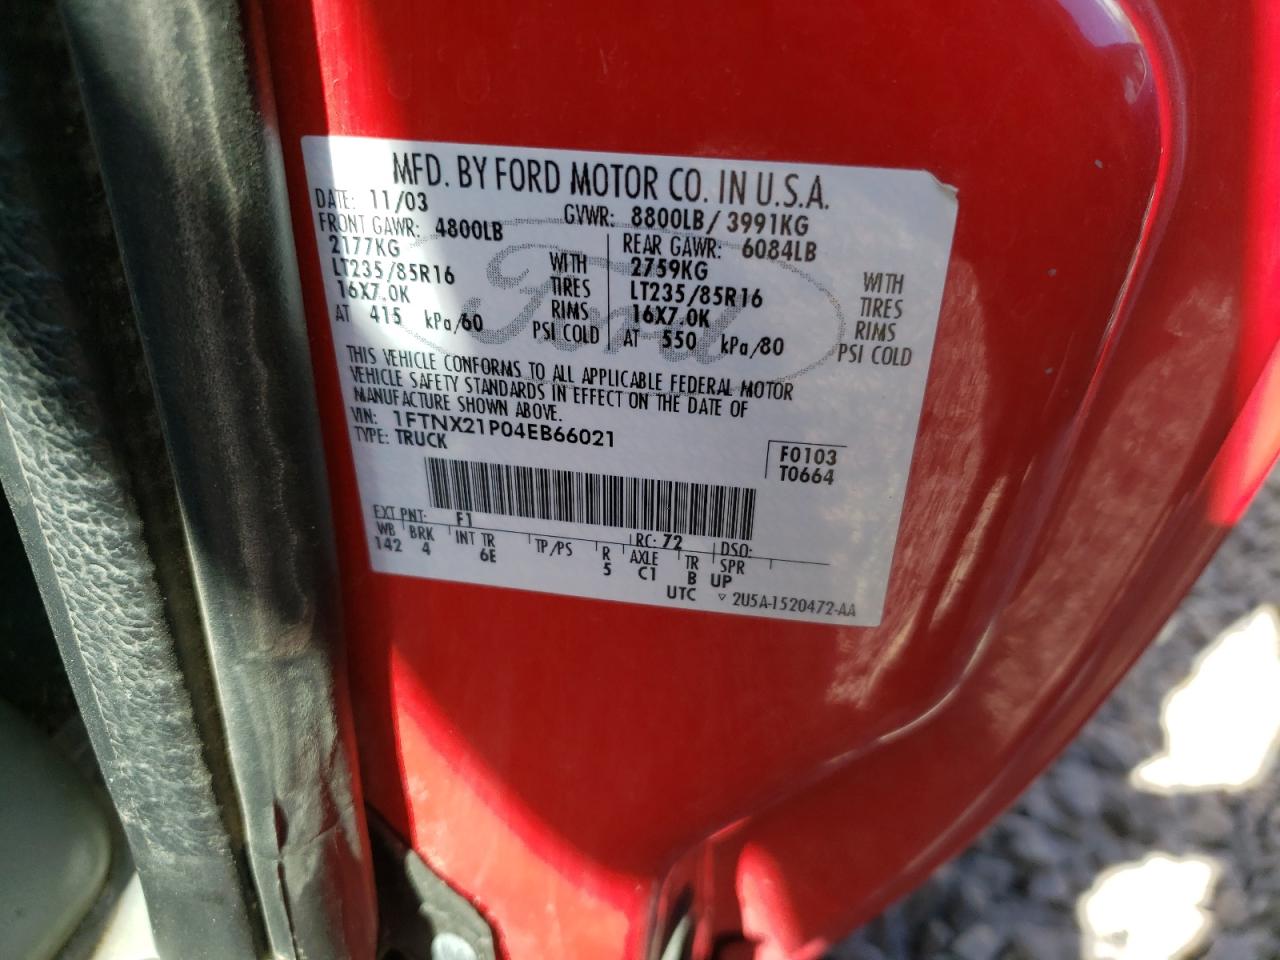 MFD. BY FORD MOTOR CO. IN U.S.A.
DATE: 11/03 GVWR: 8800LB/ 3991KG
FRONT GAWR: 4800LB REAR GAWR: 6084LB
2177KG WITH 2759KG WITH
LT235/85R16 TIRES LT235/85R16 TIRES
16X7.0K RIMS 16X7.0K RIMS
AT 415 kPa/60 PSI COLD AT 550 kPa/80 PSI COLD
Ford
THIS VEHICLE CONFORMS TO ALL APPLICABLE FEDERAL MOTOR
VEHICLE SAFETY STANDARDS IN EFFECT ON THE DATE OF
MANUFACTURE SHOWN ABOVE.
VIN: 1FTNX21P04EB66021
TYPE: TRUCK
F0103
T0664
EXT PNT: F1 RC: 72 DSO:
WB BRK INT TR TP/PS R AXLE TR SPR
142 4 6E 5 C1 B UP
UTC ▽ 2U5A-1520472-AA